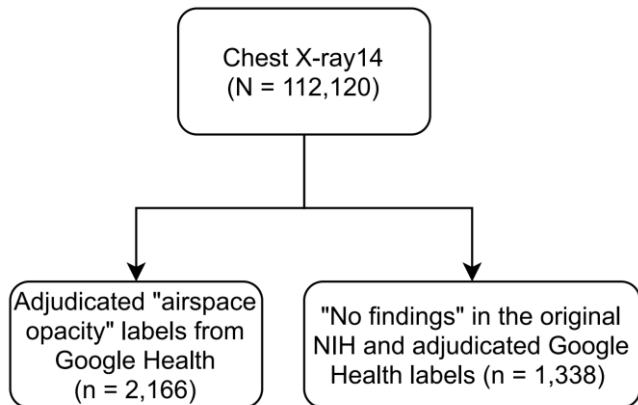 Chest X-ray14
(N = 112,120)
Adjudicated "airspace
opacity" labels from
Google Health
(n = 2,166)
"No findings" in the original
NIH and adjudicated Google
Health labels (n = 1,338)